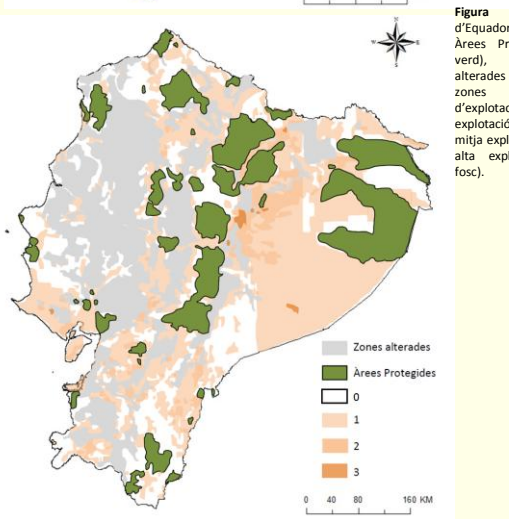 Figura
d'Equador
Àrees Pr
verd),
alterades
zones
d'explotac
explotació
mitja expl
alta expl
fosc).
N
W E
S
Zones alterades
Àrees Protegides
0
1
2
3
0 40 80 160 KM